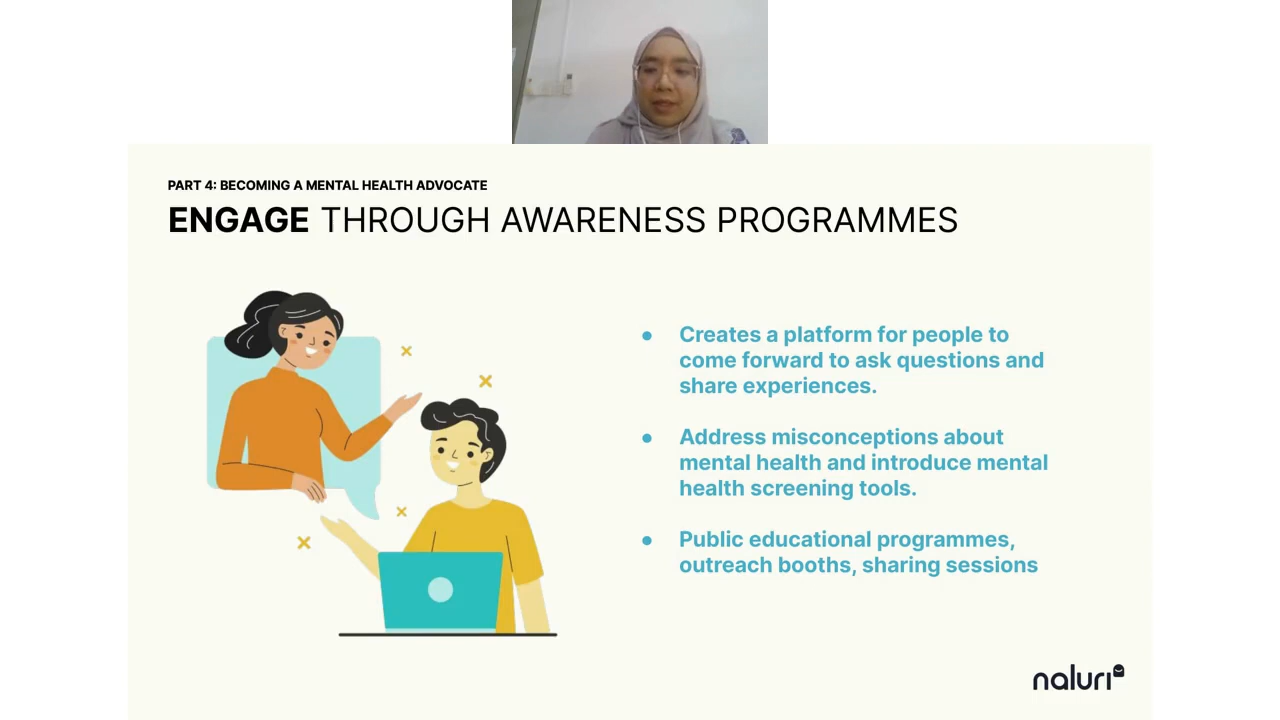 PART 4: BECOMING A MENTAL HEALTH ADVOCATE
ENGAGE THROUGH AWARENESS PROGRAMMES
● Creates a platform for people to
come forward to ask questions and
share experiences.
● Address misconceptions about
mental health and introduce mental
health screening tools.
● Public educational programmes,
outreach booths, sharing sessions
naluri